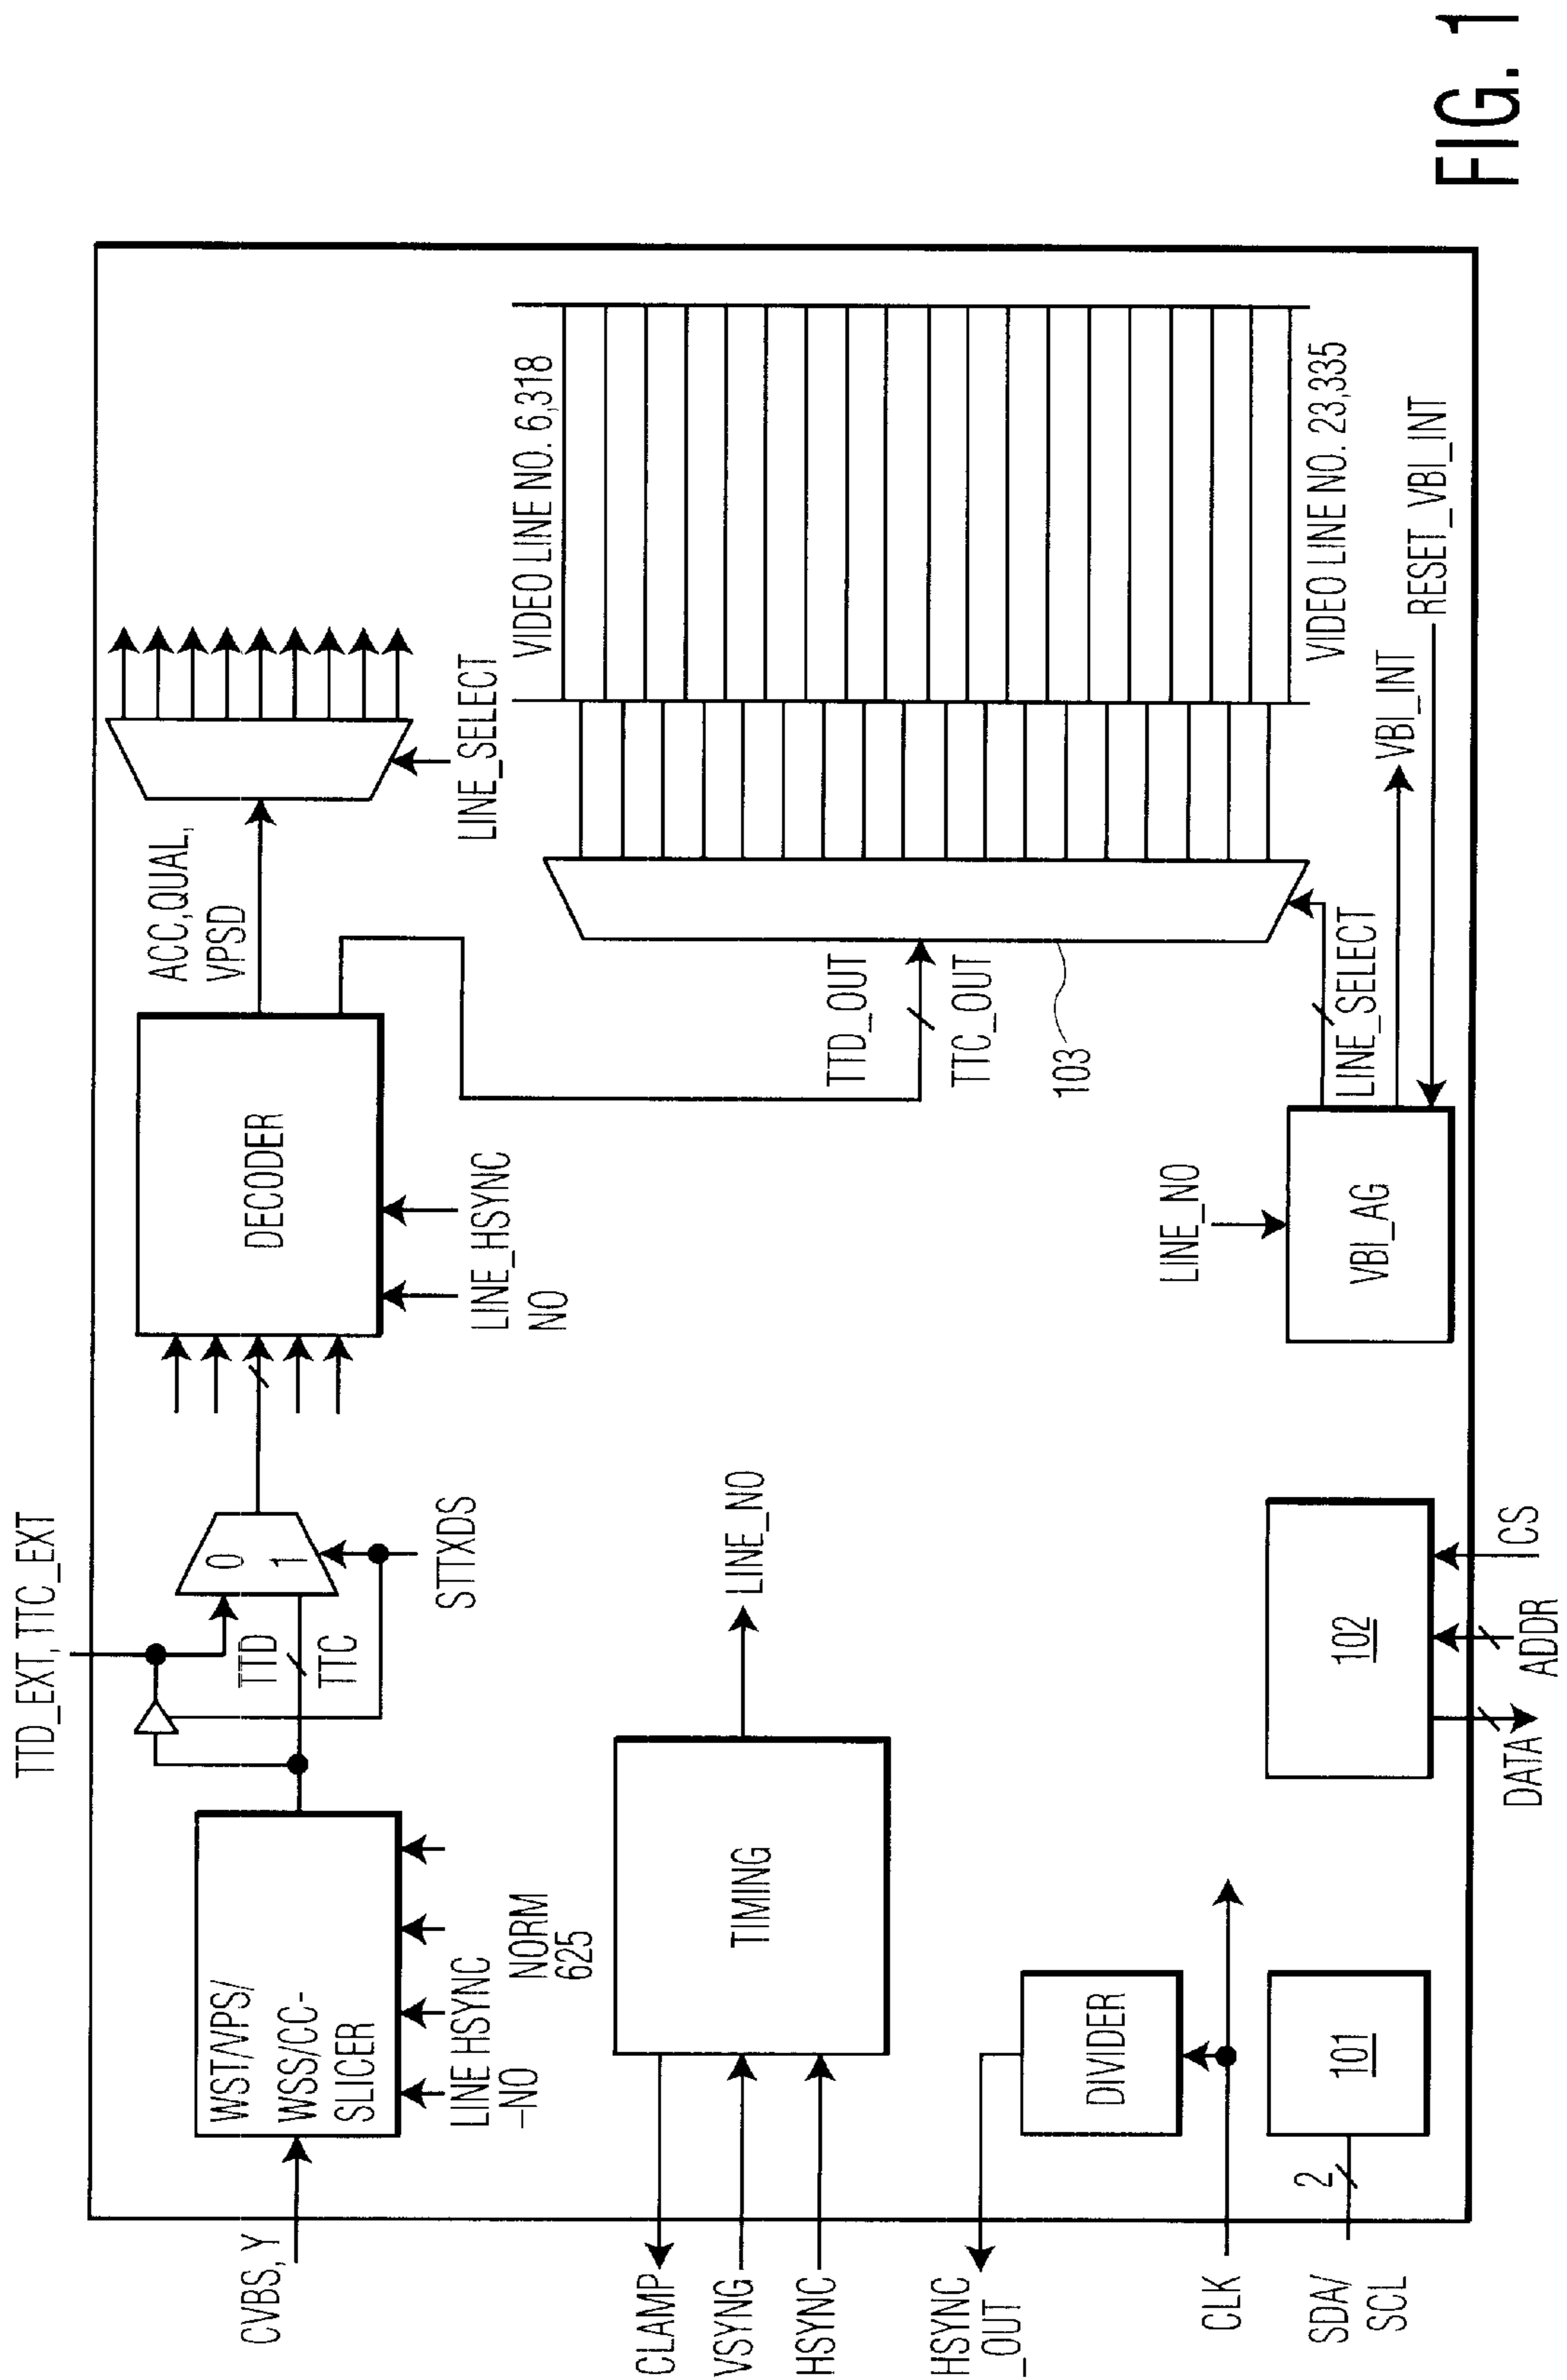 TTD_EXT, TTC_EXT
CVBS, Y
WST/VPS/
WSS/CC-
SLICER
LINE HSYNC
–NO
NORM
625
TTD
TTC
0
1
STTXDS
DECODER
LINE_HSYNC
NO
ACC,QUAL,
VPSD
LINE_SELECT
CLAMP
VSYNG
HSYNC
TIMING
LINE_NO
TTD_OUT
TTC_OUT
103
VIDEO LINE NO. 6,318
VIDEO LINE NO. 23,335
HSYNC
_OUT
DIVIDER
CLK
SDA/
SCL
2
101
102
DATA
ADDR
CS
LINE_NO
VBI_AG
LINE_SELECT
VBI_INT
RESET_VBI_INT
FIG. 1